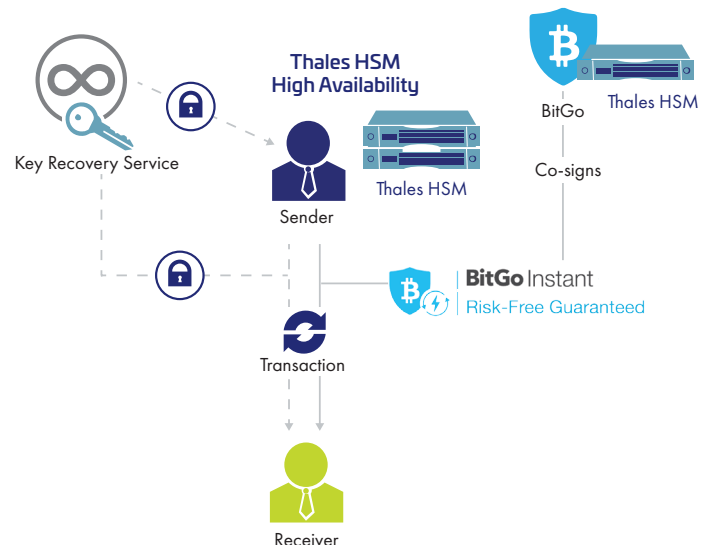 Thales HSM
High Availability
BitGo
Thales HSM
Key Recovery Service
Thales HSM
Co-signs
Sender
BitGo Instant
Risk-Free Guaranteed
Transaction
Receiver